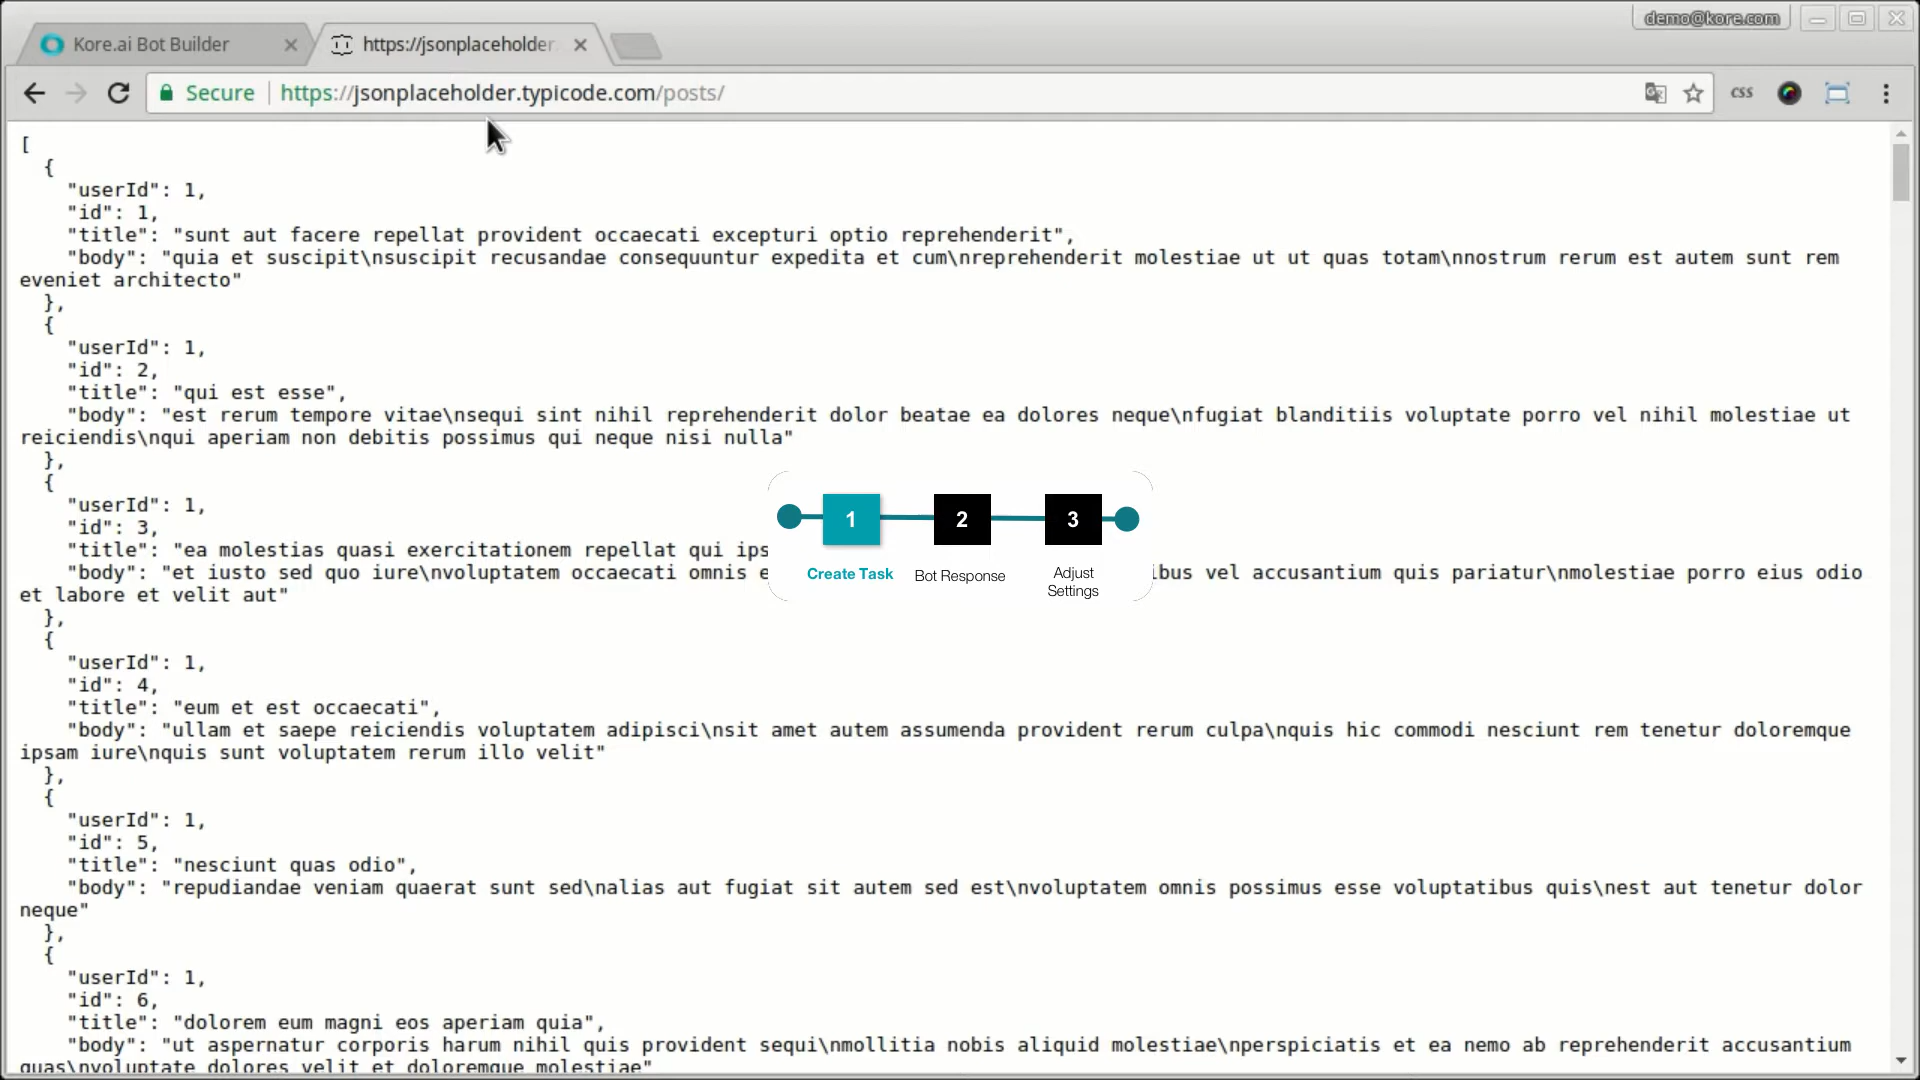 demo@kore.com
Kore.ai Bot Builder
https://jsonplaceholder.
Secure https://jsonplaceholder.typicode.com/posts/
css
[
{
"userId": 1,
"id": 1,
"title": "sunt aut facere repellat provident occaecati excepturi optio reprehenderit",
"body": "quia et suscipit\nsuscipit recusandae consequuntur expedita et cum\nreprehenderit molestiae ut ut quas totam\nnostrum rerum est autem sunt rem
eveniet architecto"
},
{
"userId": 1,
"id": 2,
"title": "qui est esse",
"body": "est rerum tempore vitae\nsequi sint nihil reprehenderit dolor beatae ea dolores neque\nfugiat blanditiis voluptate porro vel nihil molestiae ut
reiciendis\nqui aperiam non debitis possimus qui neque nisi nulla"
},
{
"userId": 1,
"id": 3,
"title": "ea molestias quasi exercitationem repellat qui ips
"body": "et iusto sed quo iure\nvoluptatem occaecati omnis e ibus vel accusantium quis pariatur\nmolestiae porro eius odio
et labore et velit aut"
},
1 2 3
Create Task Bot Response Adjust
Settings
{
"userId": 1,
"id": 4,
"title": "eum et est occaecati",
"body": "ullam et saepe reiciendis voluptatem adipisci\nsit amet autem assumenda provident rerum culpa\nquis hic commodi nesciunt rem tenetur doloremque
ipsam iure\nquis sunt voluptatem rerum illo velit"
},
{
"userId": 1,
"id": 5,
"title": "nesciunt quas odio",
"body": "repudiandae veniam quaerat sunt sed\nalias aut fugiat sit autem sed est\nvoluptatem omnis possimus esse voluptatibus quis\nest aut tenetur dolor
neque"
},
{
"userId": 1,
"id": 6,
"title": "dolorem eum magni eos aperiam quia",
"body": "ut aspernatur corporis harum nihil quis provident sequi\nmollitia nobis aliquid molestiae\nperspiciatis et ea nemo ab reprehenderit accusantium
quas\nvoluptate dolores velit et doloremque molestiae"